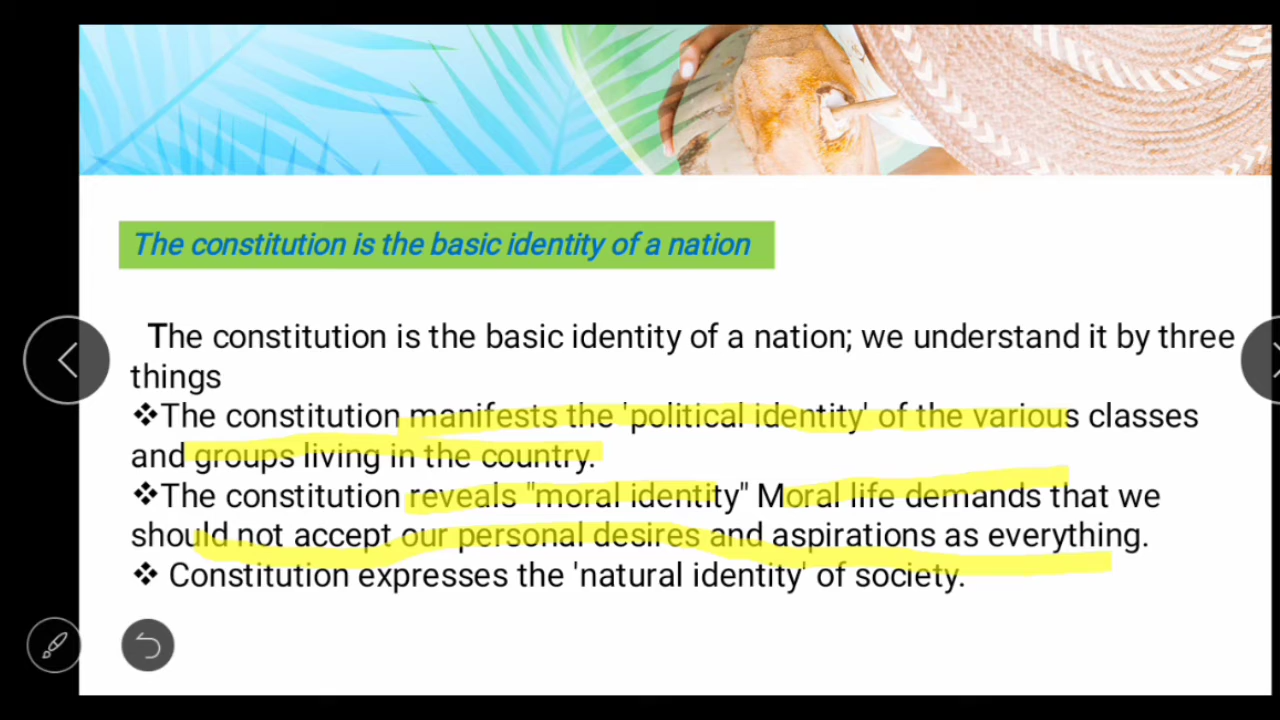 The constitution is the basic identity of a nation
The constitution is the basic identity of a nation; we understand it by three
things
❖The constitution manifests the 'political identity' of the various classes
and groups living in the country.
❖The constitution reveals "moral identity" Moral life demands that we
should not accept our personal desires and aspirations as everything.
❖ Constitution expresses the 'natural identity' of society.